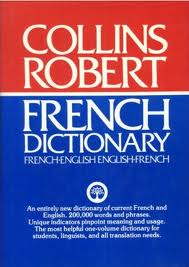 COLLINS
ROBERT
FRENCH
DICTIONARY
FRENCH-ENGLISH ENGLISH-FRENCH
An entirely new dictionary of current French and
English. 200,000 words and phrases.
Unique indicators pinpoint meaning and usage.
The most helpful one-volume dictionary for
students, linguists, and all translation needs.